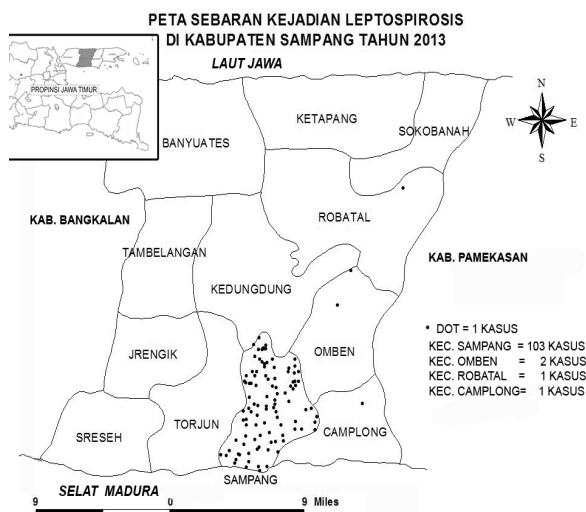 PETA SEBARAN KEJADIAN LEPTOSPIROSIS
DI KABUPATEN SAMPANG TAHUN 2013
LAUT JAWA
PROPINSI JAWA TIMUR
N
W
E
S
KETAPANG
SOKOBANAH
BANYUATES
ROBATAL
KAB. BANGKALAN
TAMBELANGAN
KAB. PAMEKASAN
KEDUNGDUNG
• DOT = 1 KASUS
KEC. SAMPANG = 103 KASUS
KEC. OMBEN = 2 KASUS
KEC. ROBATAL = 1 KASUS
KEC. CAMPLONG= 1 KASUS
JRENGIK
OMBEN
TORJUN
CAMPLONG
SRESEH
SAMPANG
SELAT MADURA
9 0 9 Miles